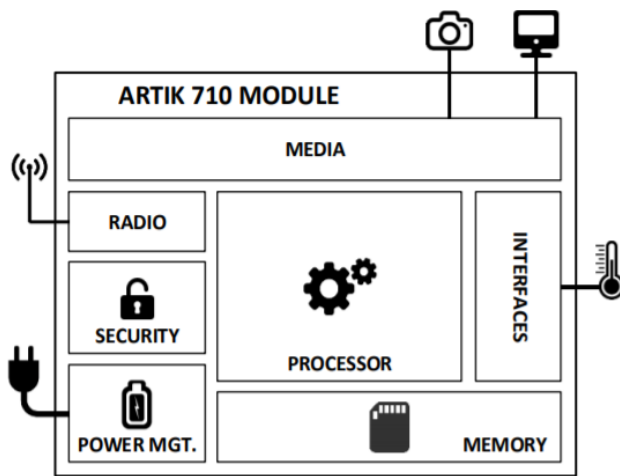 ARTIK 710 MODULE
MEDIA
RADIO
INTERFACES
SECURITY
PROCESSOR
POWER MGT.
MEMORY